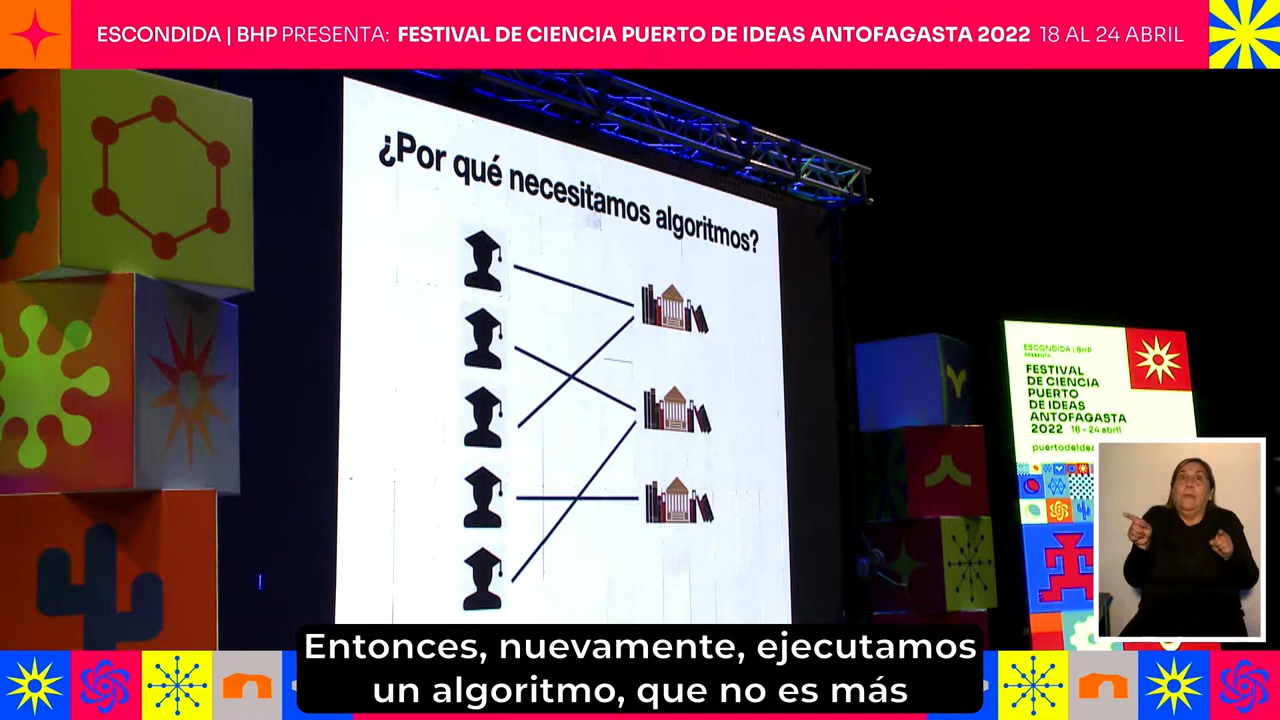 ESCONDIDA | BHP PRESENTA: FESTIVAL DE CIENCIA PUERTO DE IDEAS ANTOFAGASTA 2022 18 AL 24 ABRIL
¿Por qué necesitamos algoritmos?
ESCONDIDA | BHP
PRESENTA
FESTIVAL
DE CIENCIA
PUERTO
DE IDEAS
ANTOFAGASTA
2022 18 - 24 abril
Entonces, nuevamente, ejecutamos
un algoritmo, que no es más